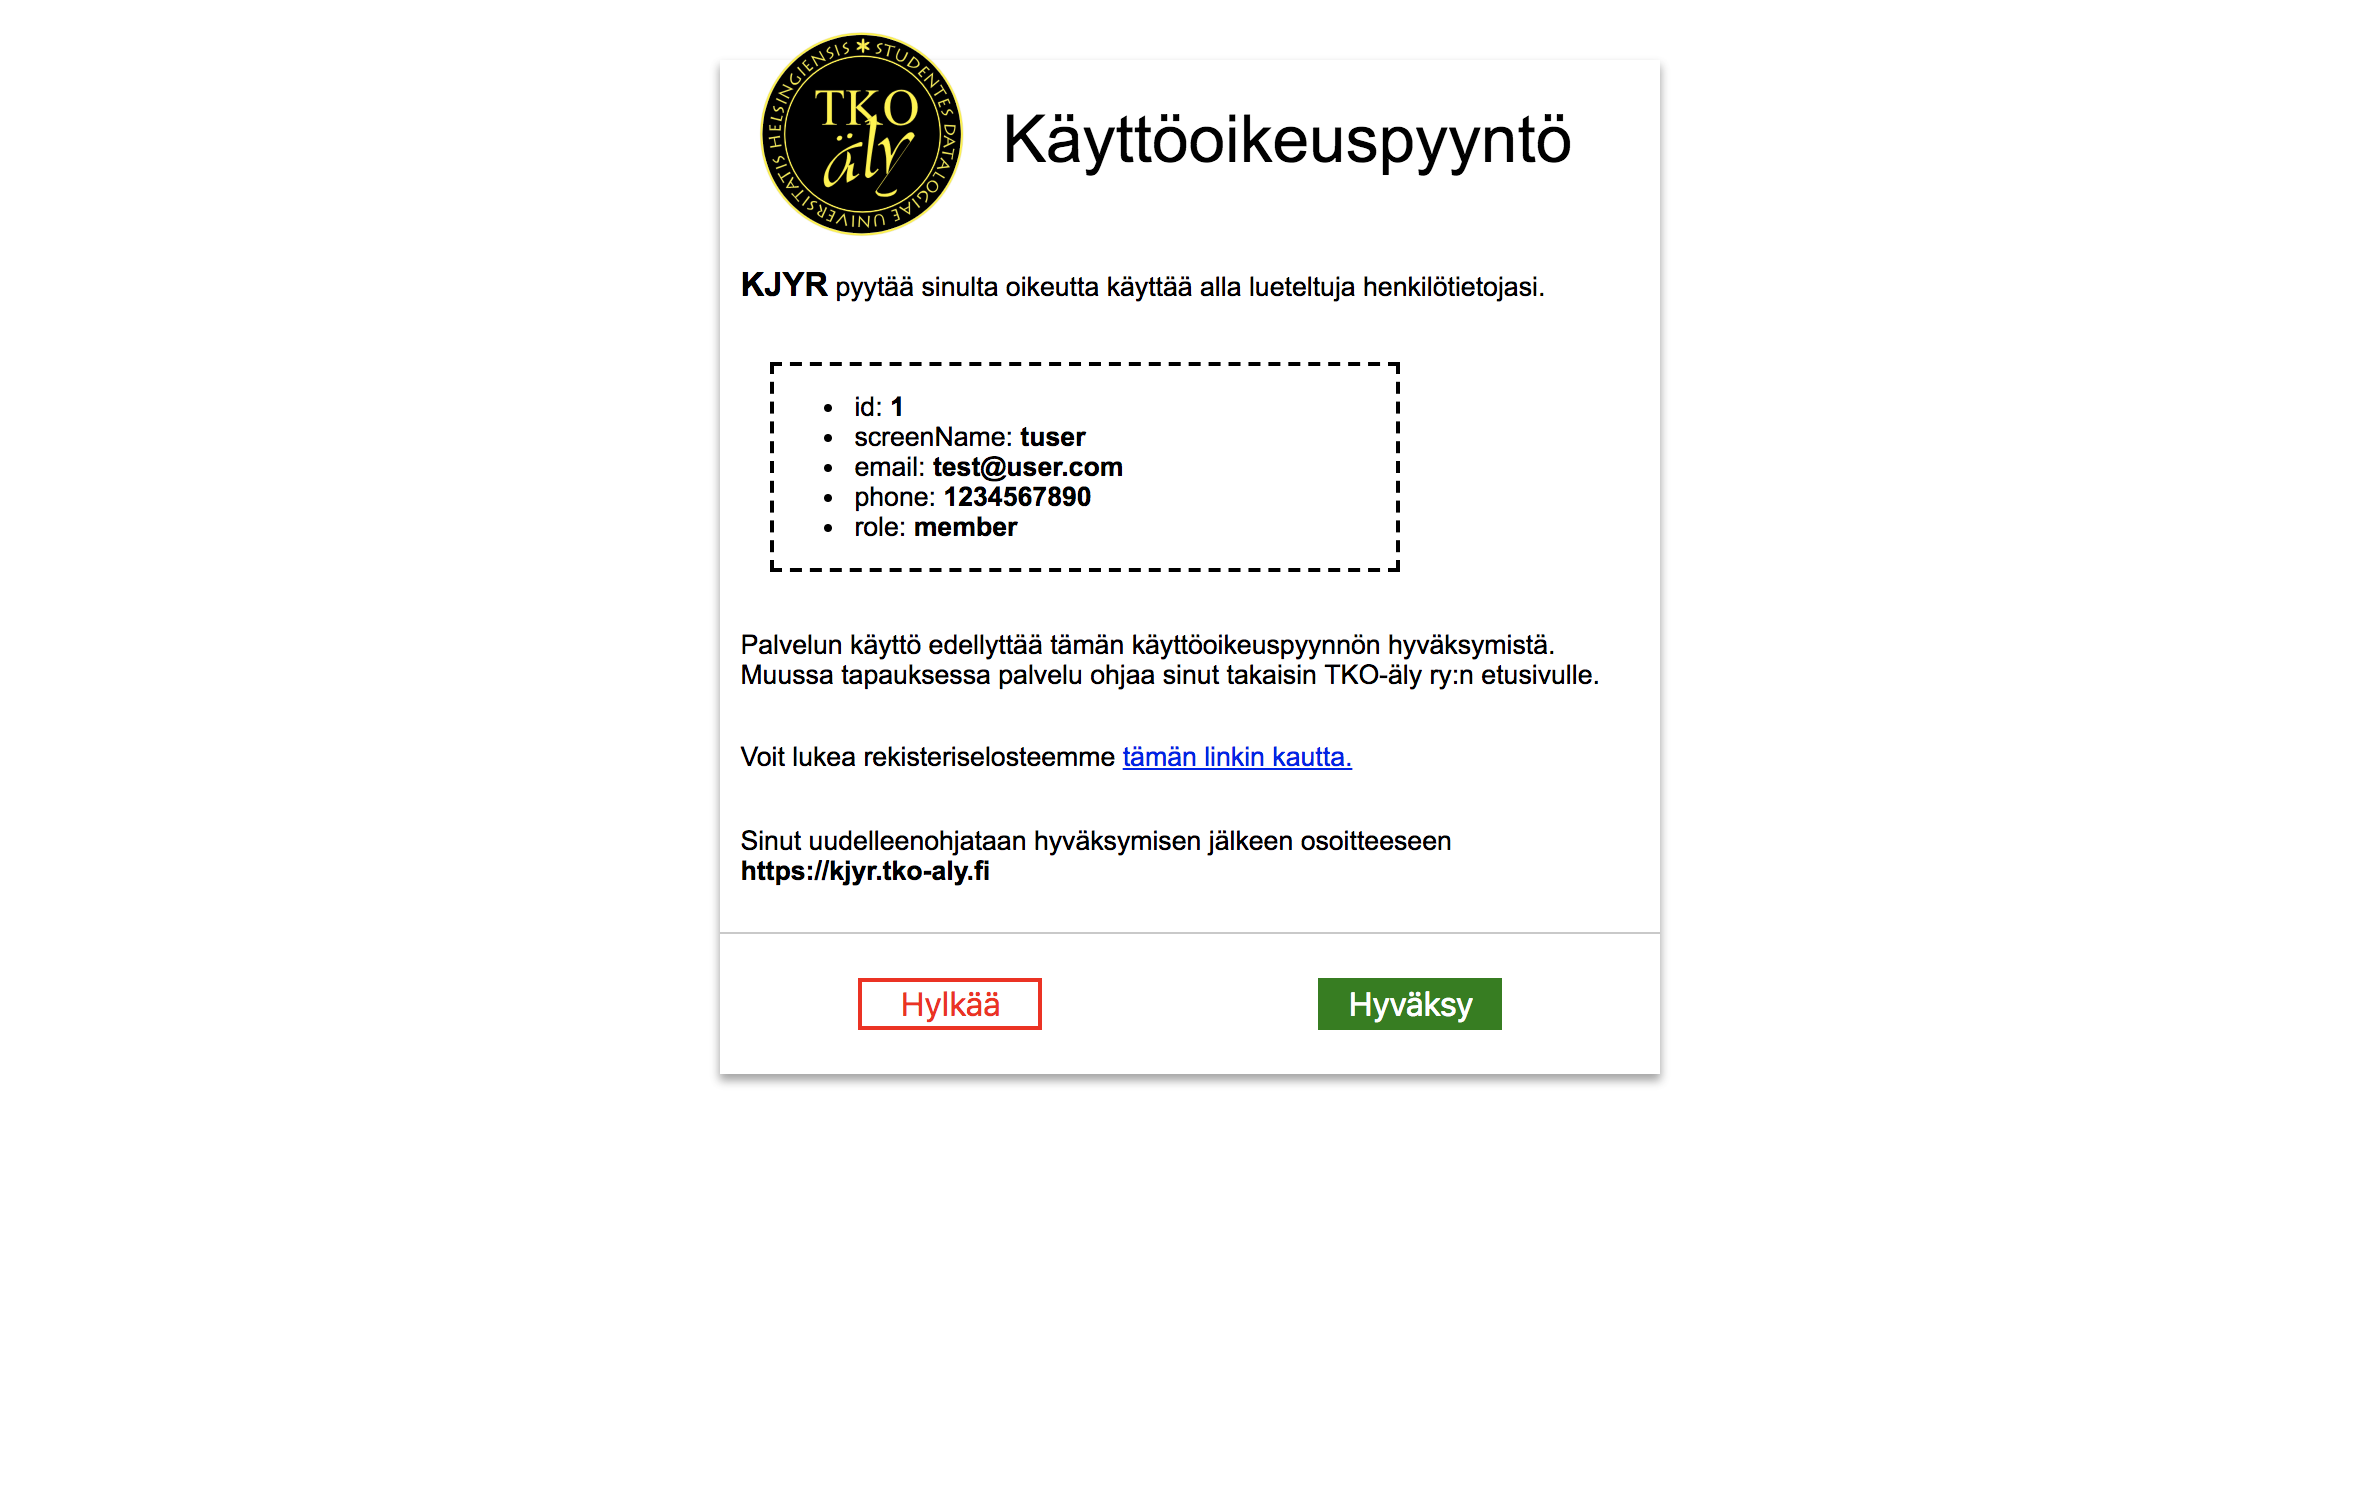 STUDENTES DATALOGIAE UNIVERSITATIS HELSINGIENSIS
TKO
äly
Käyttöoikeuspyyntö
KJYR pyytää sinulta oikeutta käyttää alla lueteltuja henkilötietojasi.
• id: 1
• screenName: tuser
• email: test@user.com
• phone: 1234567890
• role: member
Palvelun käyttö edellyttää tämän käyttöoikeuspyynnön hyväksymistä.
Muussa tapauksessa palvelu ohjaa sinut takaisin TKO-äly ry:n etusivulle.
Voit lukea rekisteriselosteemme tämän linkin kautta.
Sinut uudelleenohjataan hyväksymisen jälkeen osoitteeseen
https://kjyr.tko-aly.fi
Hylkää
Hyväksy